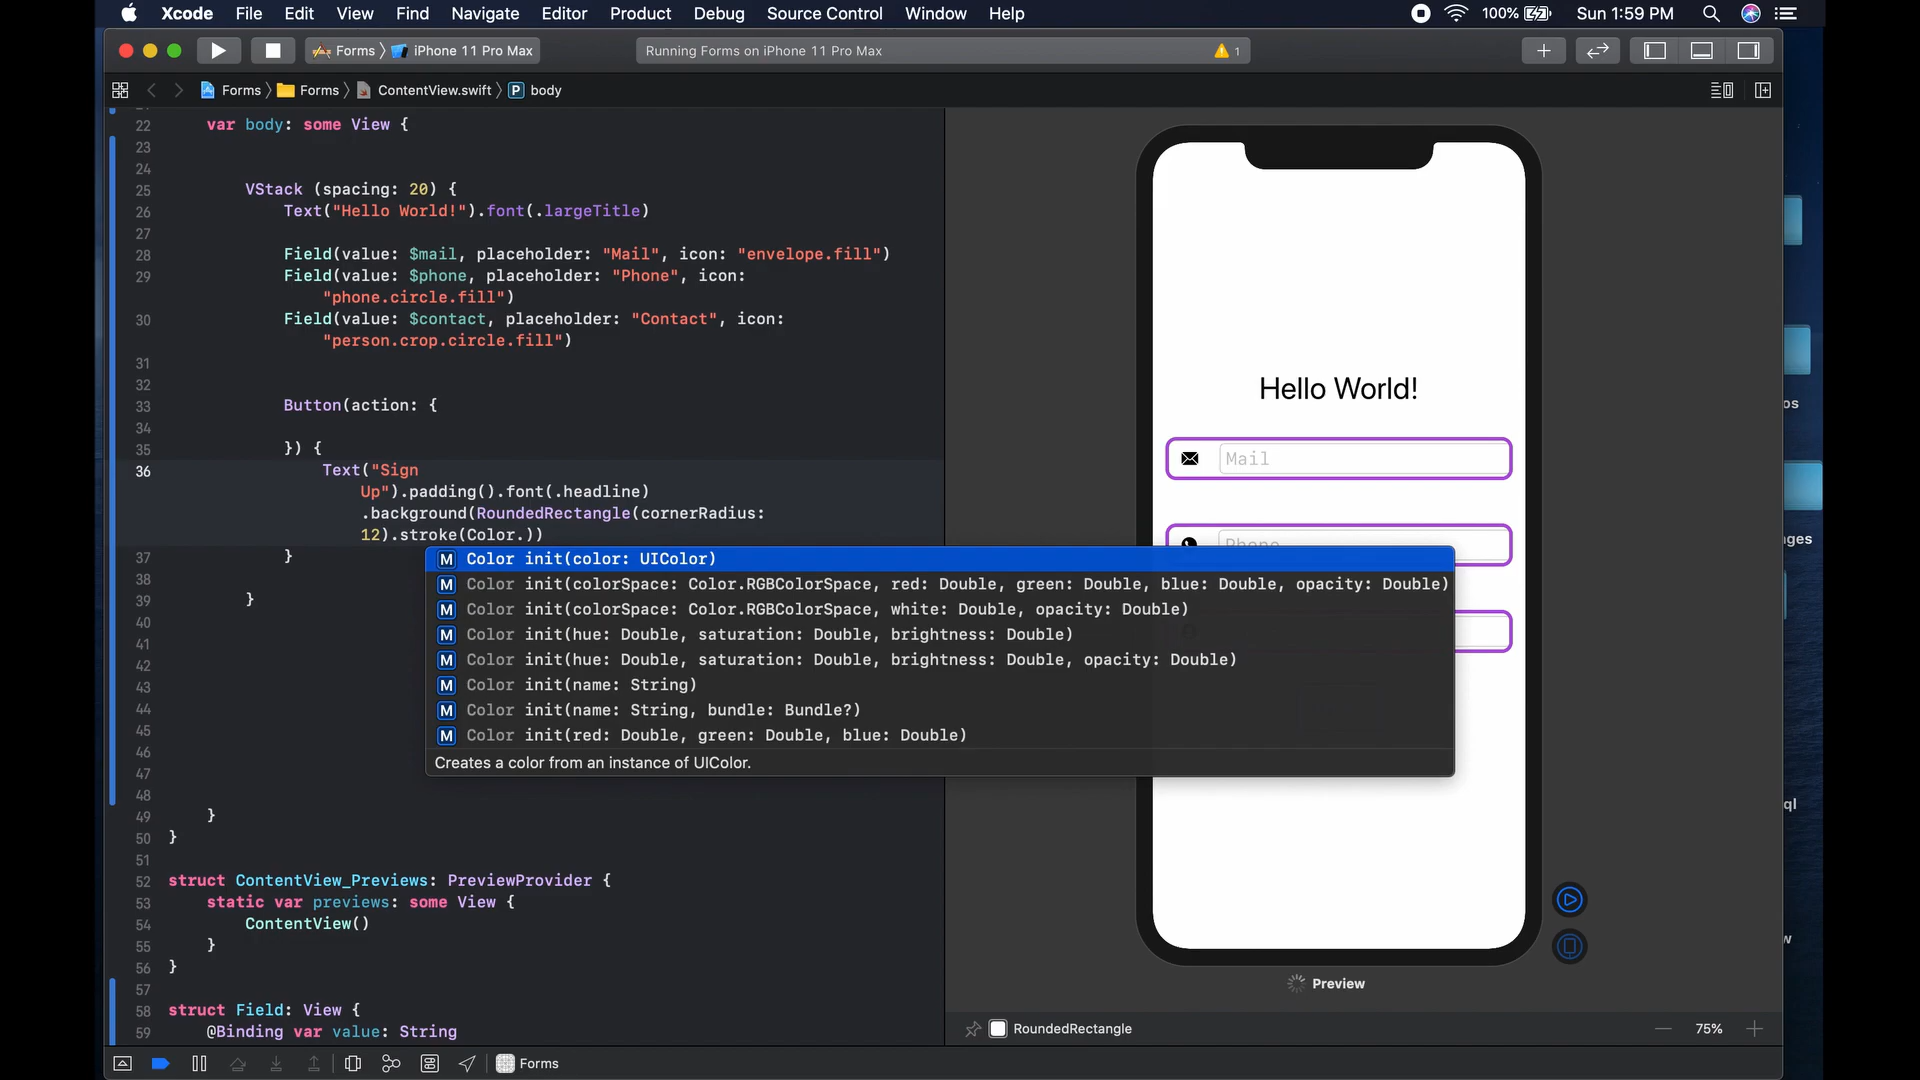 Xcode File Edit View Find Navigate Editor Product Debug Source Control Window Help 100% Sun 1:59 PM
Forms iPhone 11 Pro Max Running Forms on iPhone 11 Pro Max 1
Forms Forms ContentView.swift P body
22 var body: some View {
23
24
25 VStack (spacing: 20) {
26 Text("Hello World!").font(.largeTitle)
27
28 Field(value: $mail, placeholder: "Mail", icon: "envelope.fill")
29 Field(value: $phone, placeholder: "Phone", icon:
"phone.circle.fill")
30 Field(value: $contact, placeholder: "Contact", icon:
"person.crop.circle.fill")
31
32
33 Button(action: {
34
35 }) {
36 Text("Sign
Up").padding().font(.headline)
.background(RoundedRectangle(cornerRadius:
12).stroke(Color.))
37 }
38
39 }
40
41
42
43
44
45
46
47
48
49 }
50 }
51
52 struct ContentView_Previews: PreviewProvider {
53 static var previews: some View {
54 ContentView()
55 }
56 }
57
58 struct Field: View {
59 @Binding var value: String
M Color init(color: UIColor)
M Color init(colorSpace: Color.RGBColorSpace, red: Double, green: Double, blue: Double, opacity: Double)
M Color init(colorSpace: Color.RGBColorSpace, white: Double, opacity: Double)
M Color init(hue: Double, saturation: Double, brightness: Double)
M Color init(hue: Double, saturation: Double, brightness: Double, opacity: Double)
M Color init(name: String)
M Color init(name: String, bundle: Bundle?)
M Color init(red: Double, green: Double, blue: Double)
Creates a color from an instance of UIColor.
Hello World!
Mail
Phone
Preview
RoundedRectangle 75%
Forms
os
ges
ql
w